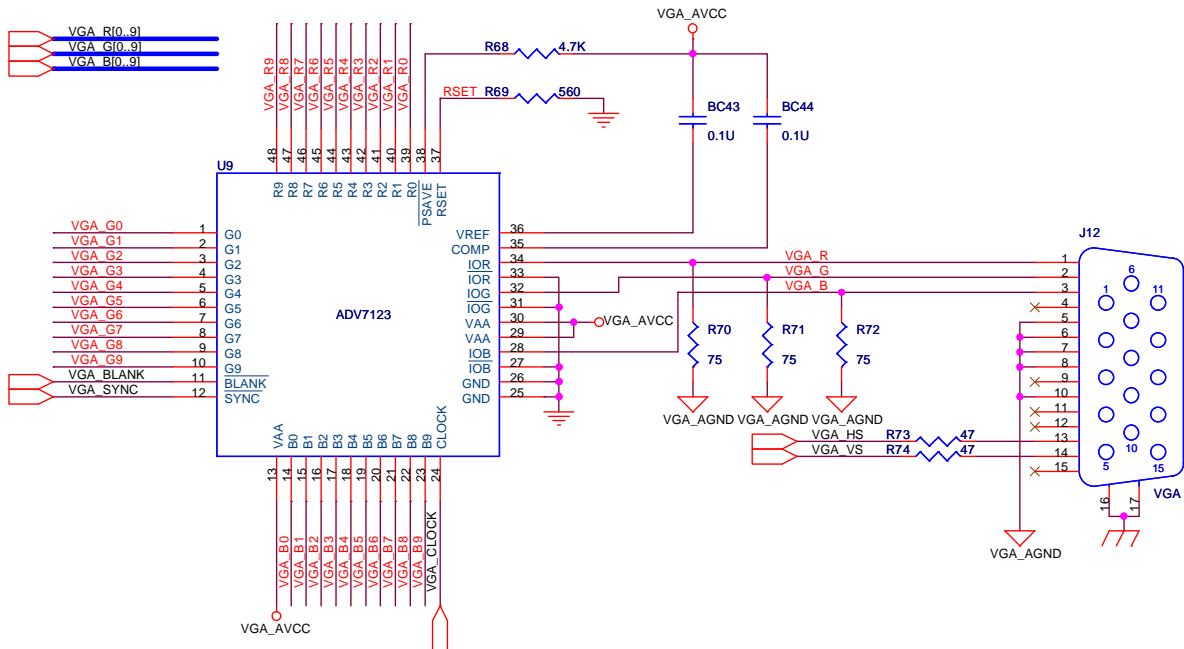 VGA_R[0..9]
VGA_G[0..9]
VGA_B[0..9]
VGA_AVCC
R68 4.7K
RSET R69 560
BC43
0.1U
BC44
0.1U
VGA_R9
VGA_R8
VGA_R7
VGA_R6
VGA_R5
VGA_R4
VGA_R3
VGA_R2
VGA_R1
VGA_R0
48
47
46
45
44
43
42
41
40
39
38
37
U9
R9
R8
R7
R6
R5
R4
R3
R2
R1
R0
PSAVE
RSET
VGA_G0 1 G0
VGA_G1 2 G1
VGA_G2 3 G2
VGA_G3 4 G3
VGA_G4 5 G4
VGA_G5 6 G5
VGA_G6 7 G6
VGA_G7 8 G7
VGA_G8 9 G8
VGA_G9 10 G9
VGA_BLANK 11 BLANK
VGA_SYNC 12 SYNC
ADV7123
VREF 36
COMP 35
IOR 34
IOR 33
IOG 32
IOG 31
VAA 30
VAA 29
IOB 28
IOB 27
GND 26
GND 25
VGA_AVCC
VGA_R
VGA_G
VGA_B
R70
75
R71
75
R72
75
VGA_AGND
VGA_AGND
VGA_AGND
VGA_HS R73 47
VGA_VS R74 47
J12
1
2
3
4
5
6
7
8
9
10
11
12
13
14
15
6
1
11
10
5
15
VGA
16
17
VGA_AGND
VAA
B0
B1
B2
B3
B4
B5
B6
B7
B8
B9
CLOCK
13
14
15
16
17
18
19
20
21
22
23
24
VGA_B0
VGA_B1
VGA_B2
VGA_B3
VGA_B4
VGA_B5
VGA_B6
VGA_B7
VGA_B8
VGA_B9
VGA_CLOCK
VGA_AVCC